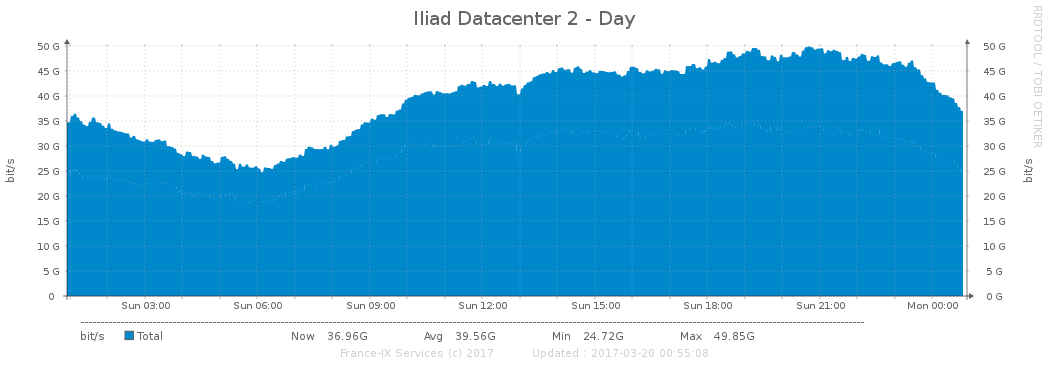 Iliad Datacenter 2 - Day
RRDTOOL / TOBI OETIKER
50 G 50 G
45 G 45 G
40 G 40 G
35 G 35 G
30 G 30 G
25 G 25 G
20 G 20 G
15 G 15 G
10 G 10 G
5 G 5 G
0 0 G
bit/s bit/s
Sun 03:00 Sun 06:00 Sun 09:00 Sun 12:00 Sun 15:00 Sun 18:00 Sun 21:00 Mon 00:00
bit/s Total Now 36.96G Avg 39.56G Min 24.72G Max 49.85G
France-IX Services (c) 2017 Updated : 2017-03-20 00:55:08